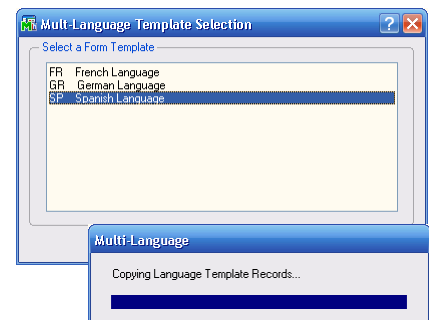 Mult-Language Template Selection
Select a Form Template
FR French Language
GR German Language
SP Spanish Language
Multi-Language
Copying Language Template Records...